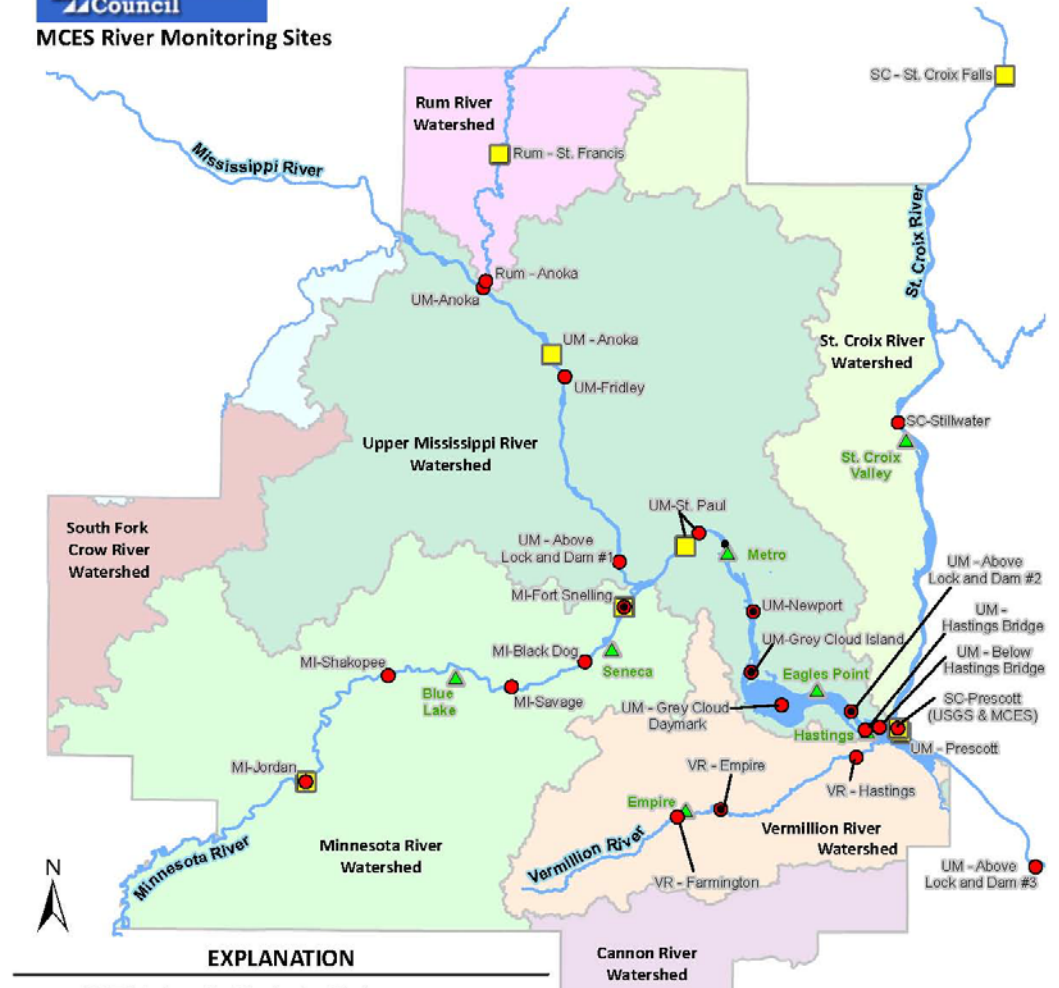 Council
MCES River Monitoring Sites
SC - St. Croix Falls
Rum River
Watershed
Rum - St. Francis
Mississippi River
St. Croix River
Rum - Anoka
UM-Anoka
UM - Anoka
UM-Fridley
St. Croix River
Watershed
SC-Stillwater
St. Croix
Valley
Upper Mississippi River
Watershed
South Fork
Crow River
Watershed
UM-St. Paul
UM - Above
Lock and Dam #1
Metro
UM - Above
Lock and Dam #2
MI-Fort Snelling
UM-Newport
UM -
Hastings Bridge
UM-Grey Cloud Island
MI-Black Dog
Seneca
UM - Below
Hastings Bridge
MI-Shakopee
Eagles Point
Blue
Lake
MI-Savage
UM - Grey Cloud
Daymark
SC-Prescott
(USGS & MCES)
Hastings
UM - Prescott
MI-Jordan
VR - Empire
VR - Hastings
Empire
Vermillion River
Watershed
Minnesota River
Minnesota River
Watershed
Vermillion River
VR - Farmington
UM - Above
Lock and Dam #3
N
EXPLANATION
Cannon River
Watershed